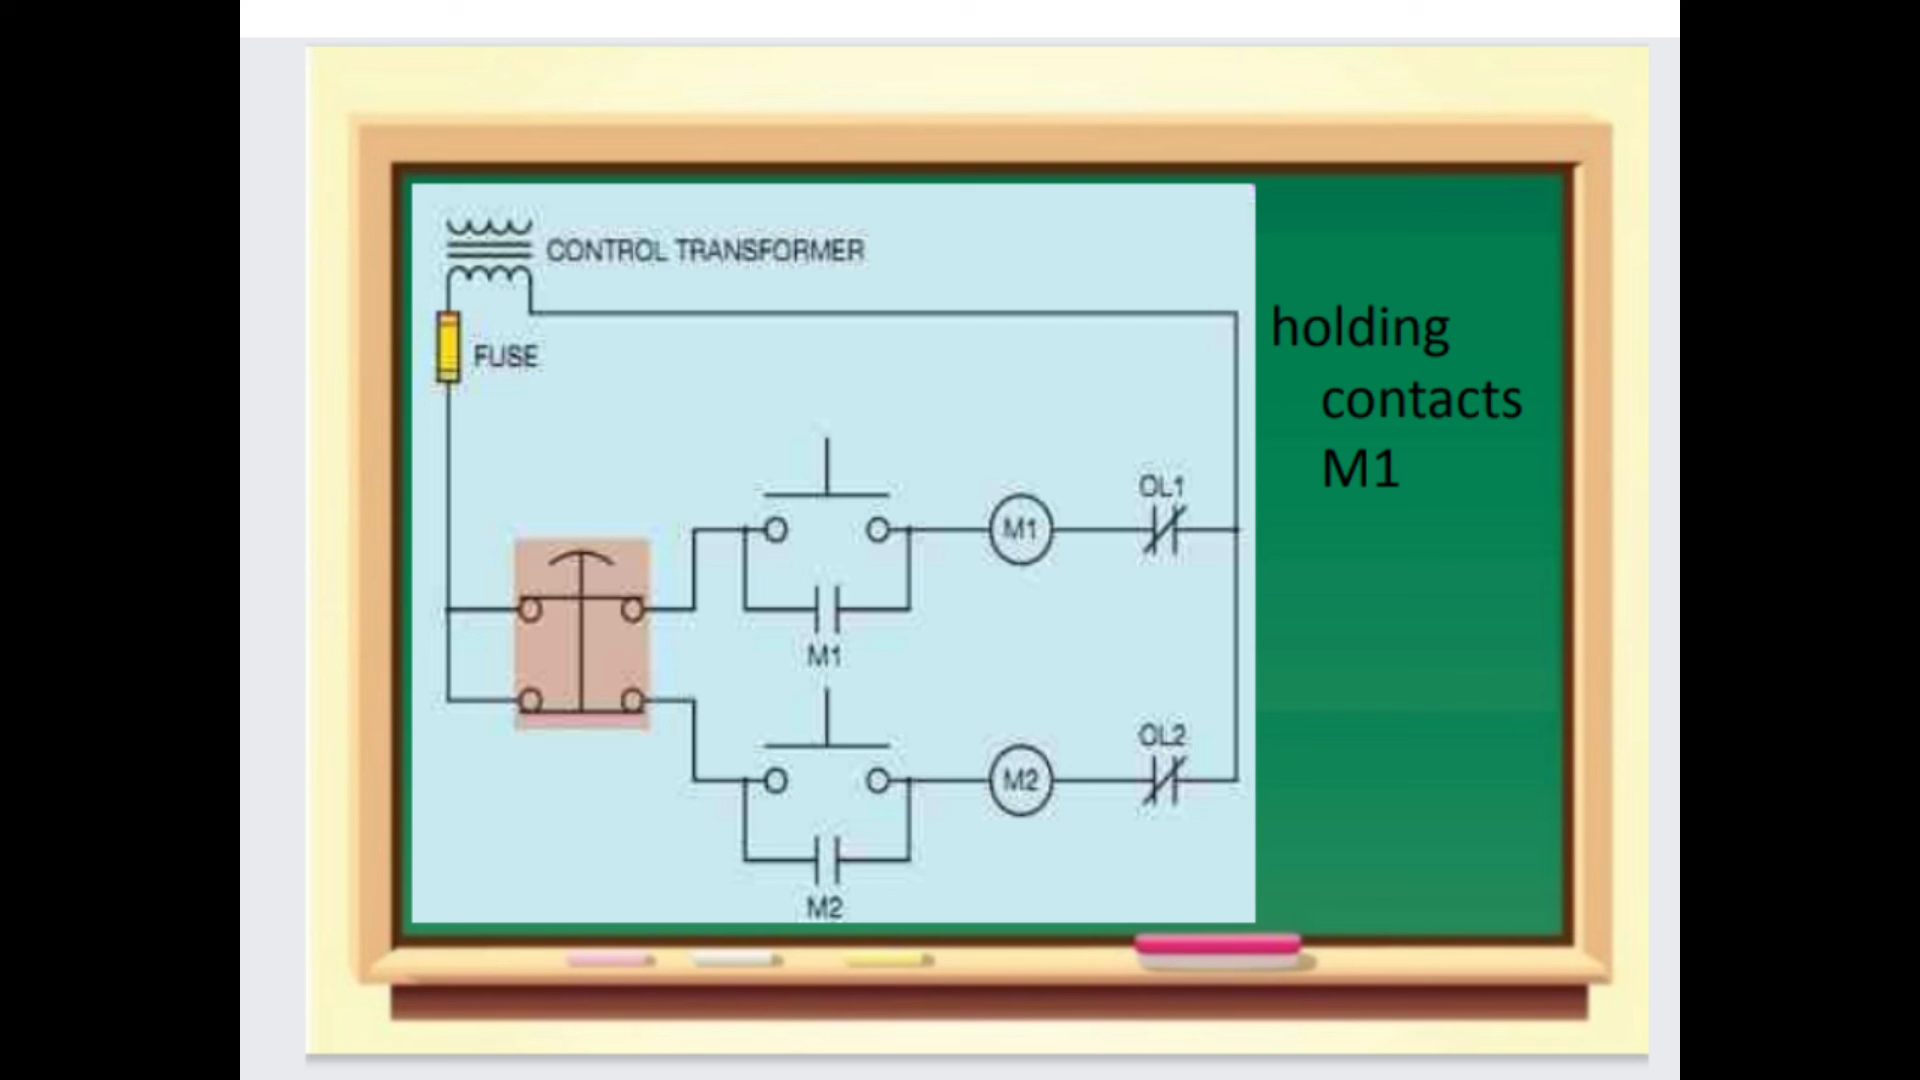 CONTROL TRANSFORMER
FUSE
holding
contacts
M1
OL1
M1
M1
OL2
M2
M2